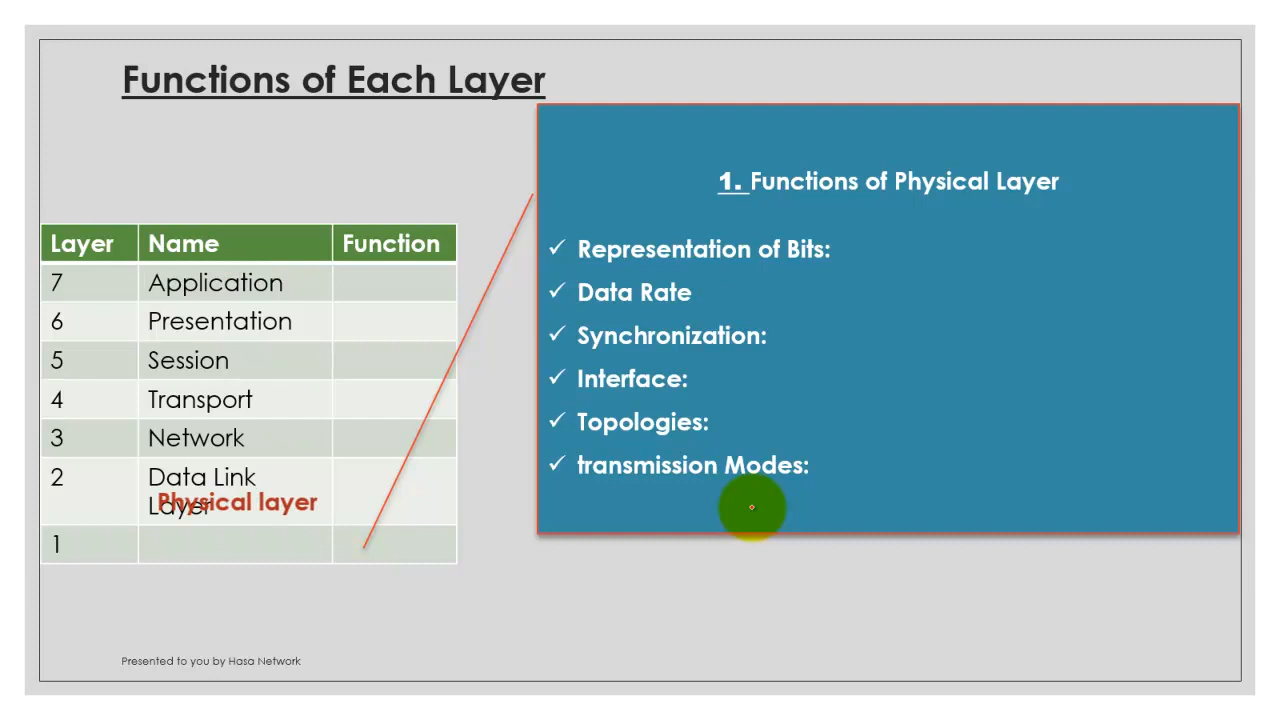 Functions of Each Layer
1. Functions of Physical Layer
✓ Representation of Bits:
✓ Data Rate
✓ Synchronization:
✓ Interface:
✓ Topologies:
✓ transmission Modes:
Layer Name Function
7 Application
6 Presentation
5 Session
4 Transport
3 Network
2 Data Link
Layer
Physical layer
1
Presented to you by Hasa Network